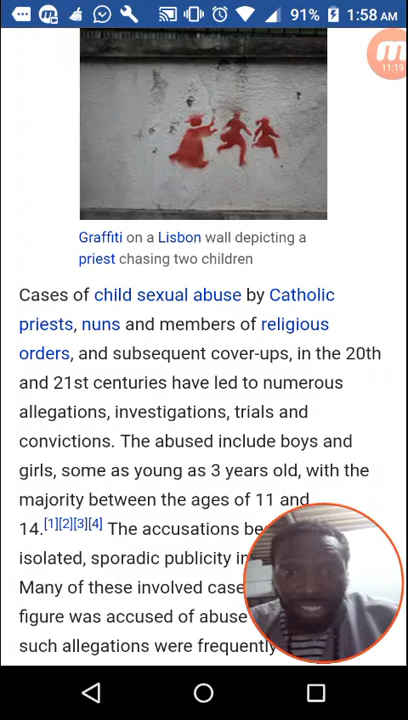 91% 1:58 AM
11:19
Graffiti on a Lisbon wall depicting a
priest chasing two children
Cases of child sexual abuse by Catholic
priests, nuns and members of religious
orders, and subsequent cover-ups, in the 20th
and 21st centuries have led to numerous
allegations, investigations, trials and
convictions. The abused include boys and
girls, some as young as 3 years old, with the
majority between the ages of 11 and
14.[1][2][3][4] The accusations
isolated, sporadic publicity
Many of these involved
figure was accused of abuse
such allegations were frequently